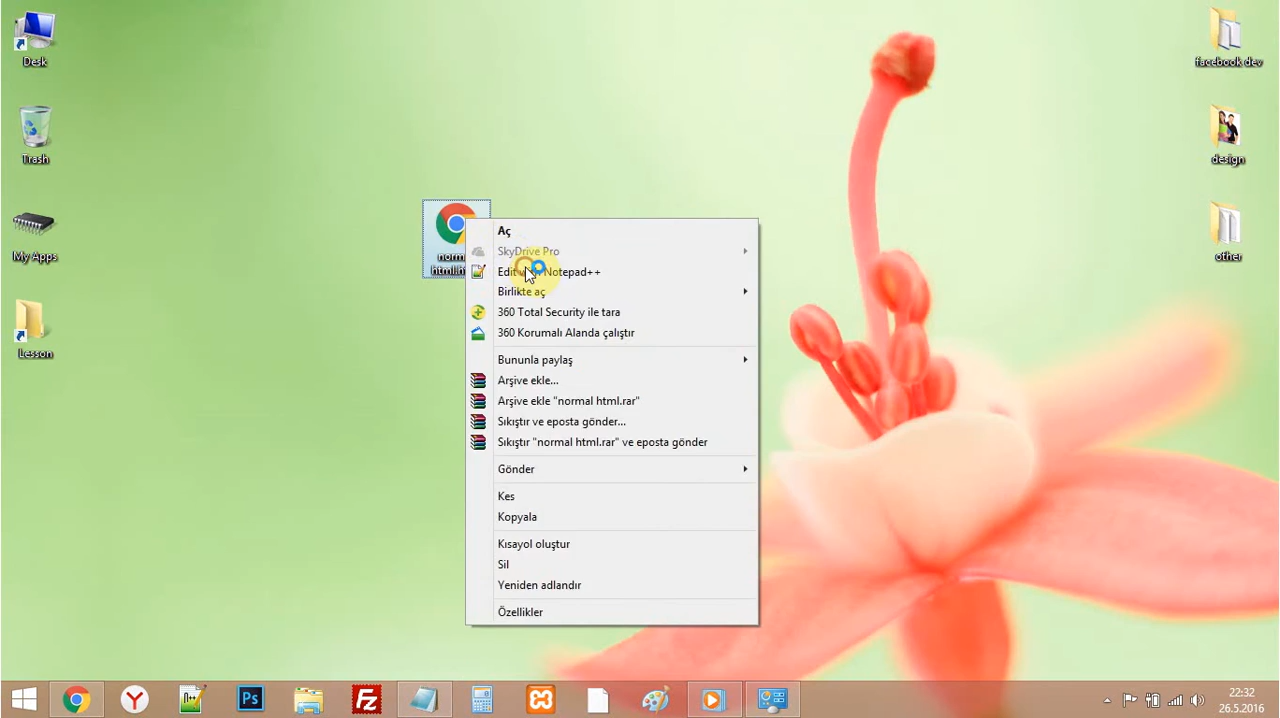 Desk
Trash
My Apps
Lesson
facebook dev
design
other
Aç
SkyDrive Pro
Edit with Notepad++
Birlikte aç
360 Total Security ile tara
360 Korumalı Alanda çalıştır
Bununla paylaş
Arşive ekle...
Arşive ekle "normal html.rar"
Sıkıştır ve eposta gönder...
Sıkıştır "normal html.rar" ve eposta gönder
Gönder
Kes
Kopyala
Kısayol oluştur
Sil
Yeniden adlandır
Özellikler
Ps
Fz
22:32
26.5.2016